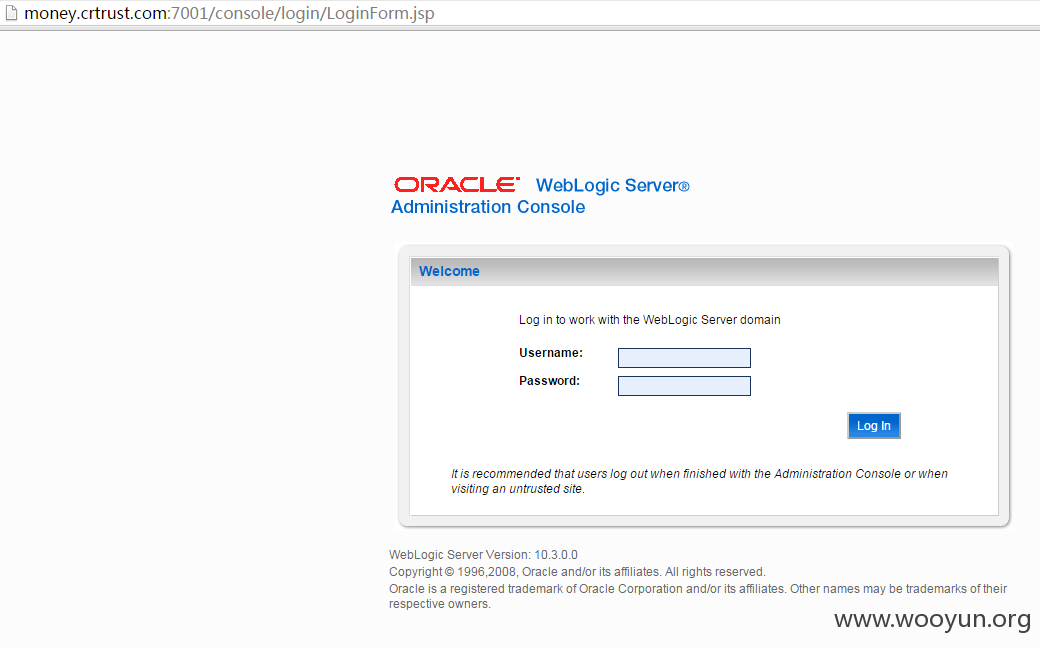 money.crtrust.com:7001/console/login/LoginForm.jsp
ORACLE WebLogic Server®
Administration Console
Welcome
Log in to work with the WebLogic Server domain
Username:
Password:
Log In
It is recommended that users log out when finished with the Administration Console or when
visiting an untrusted site.
WebLogic Server Version: 10.3.0.0
Copyright © 1996,2008, Oracle and/or its affiliates. All rights reserved.
Oracle is a registered trademark of Oracle Corporation and/or its affiliates. Other names may be trademarks of their
respective owners.
www.wooyun.org